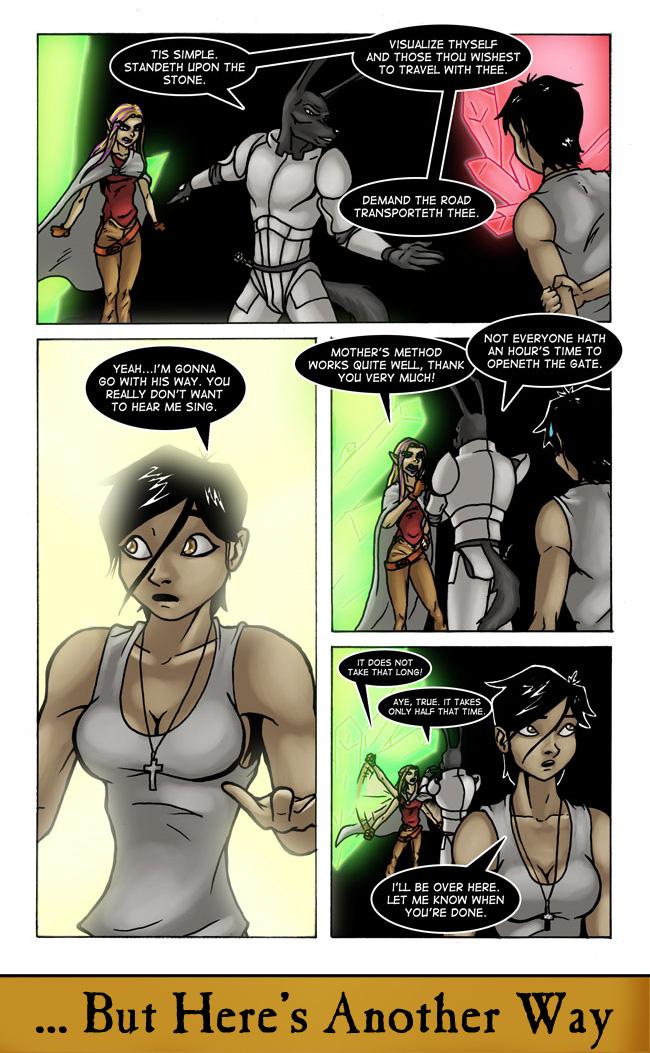 TIS SIMPLE.
STANDETH UPON THE
STONE.
VISUALIZE THYSELF
AND THOSE THOU WISHEST
TO TRAVEL WITH THEE.
DEMAND THE ROAD
TRANSPORTETH THEE.
YEAH...I'M GONNA
GO WITH HIS WAY. YOU
REALLY DON'T WANT
TO HEAR ME SING.
MOTHER'S METHOD
WORKS QUITE WELL, THANK
YOU VERY MUCH!
NOT EVERYONE HATH
AN HOUR'S TIME TO
OPENETH THE GATE.
IT DOES NOT
TAKE THAT LONG!
AYE, TRUE. IT TAKES
ONLY HALF THAT TIME.
I'LL BE OVER HERE.
LET ME KNOW WHEN
YOU'RE DONE.
... But Here's Another Way